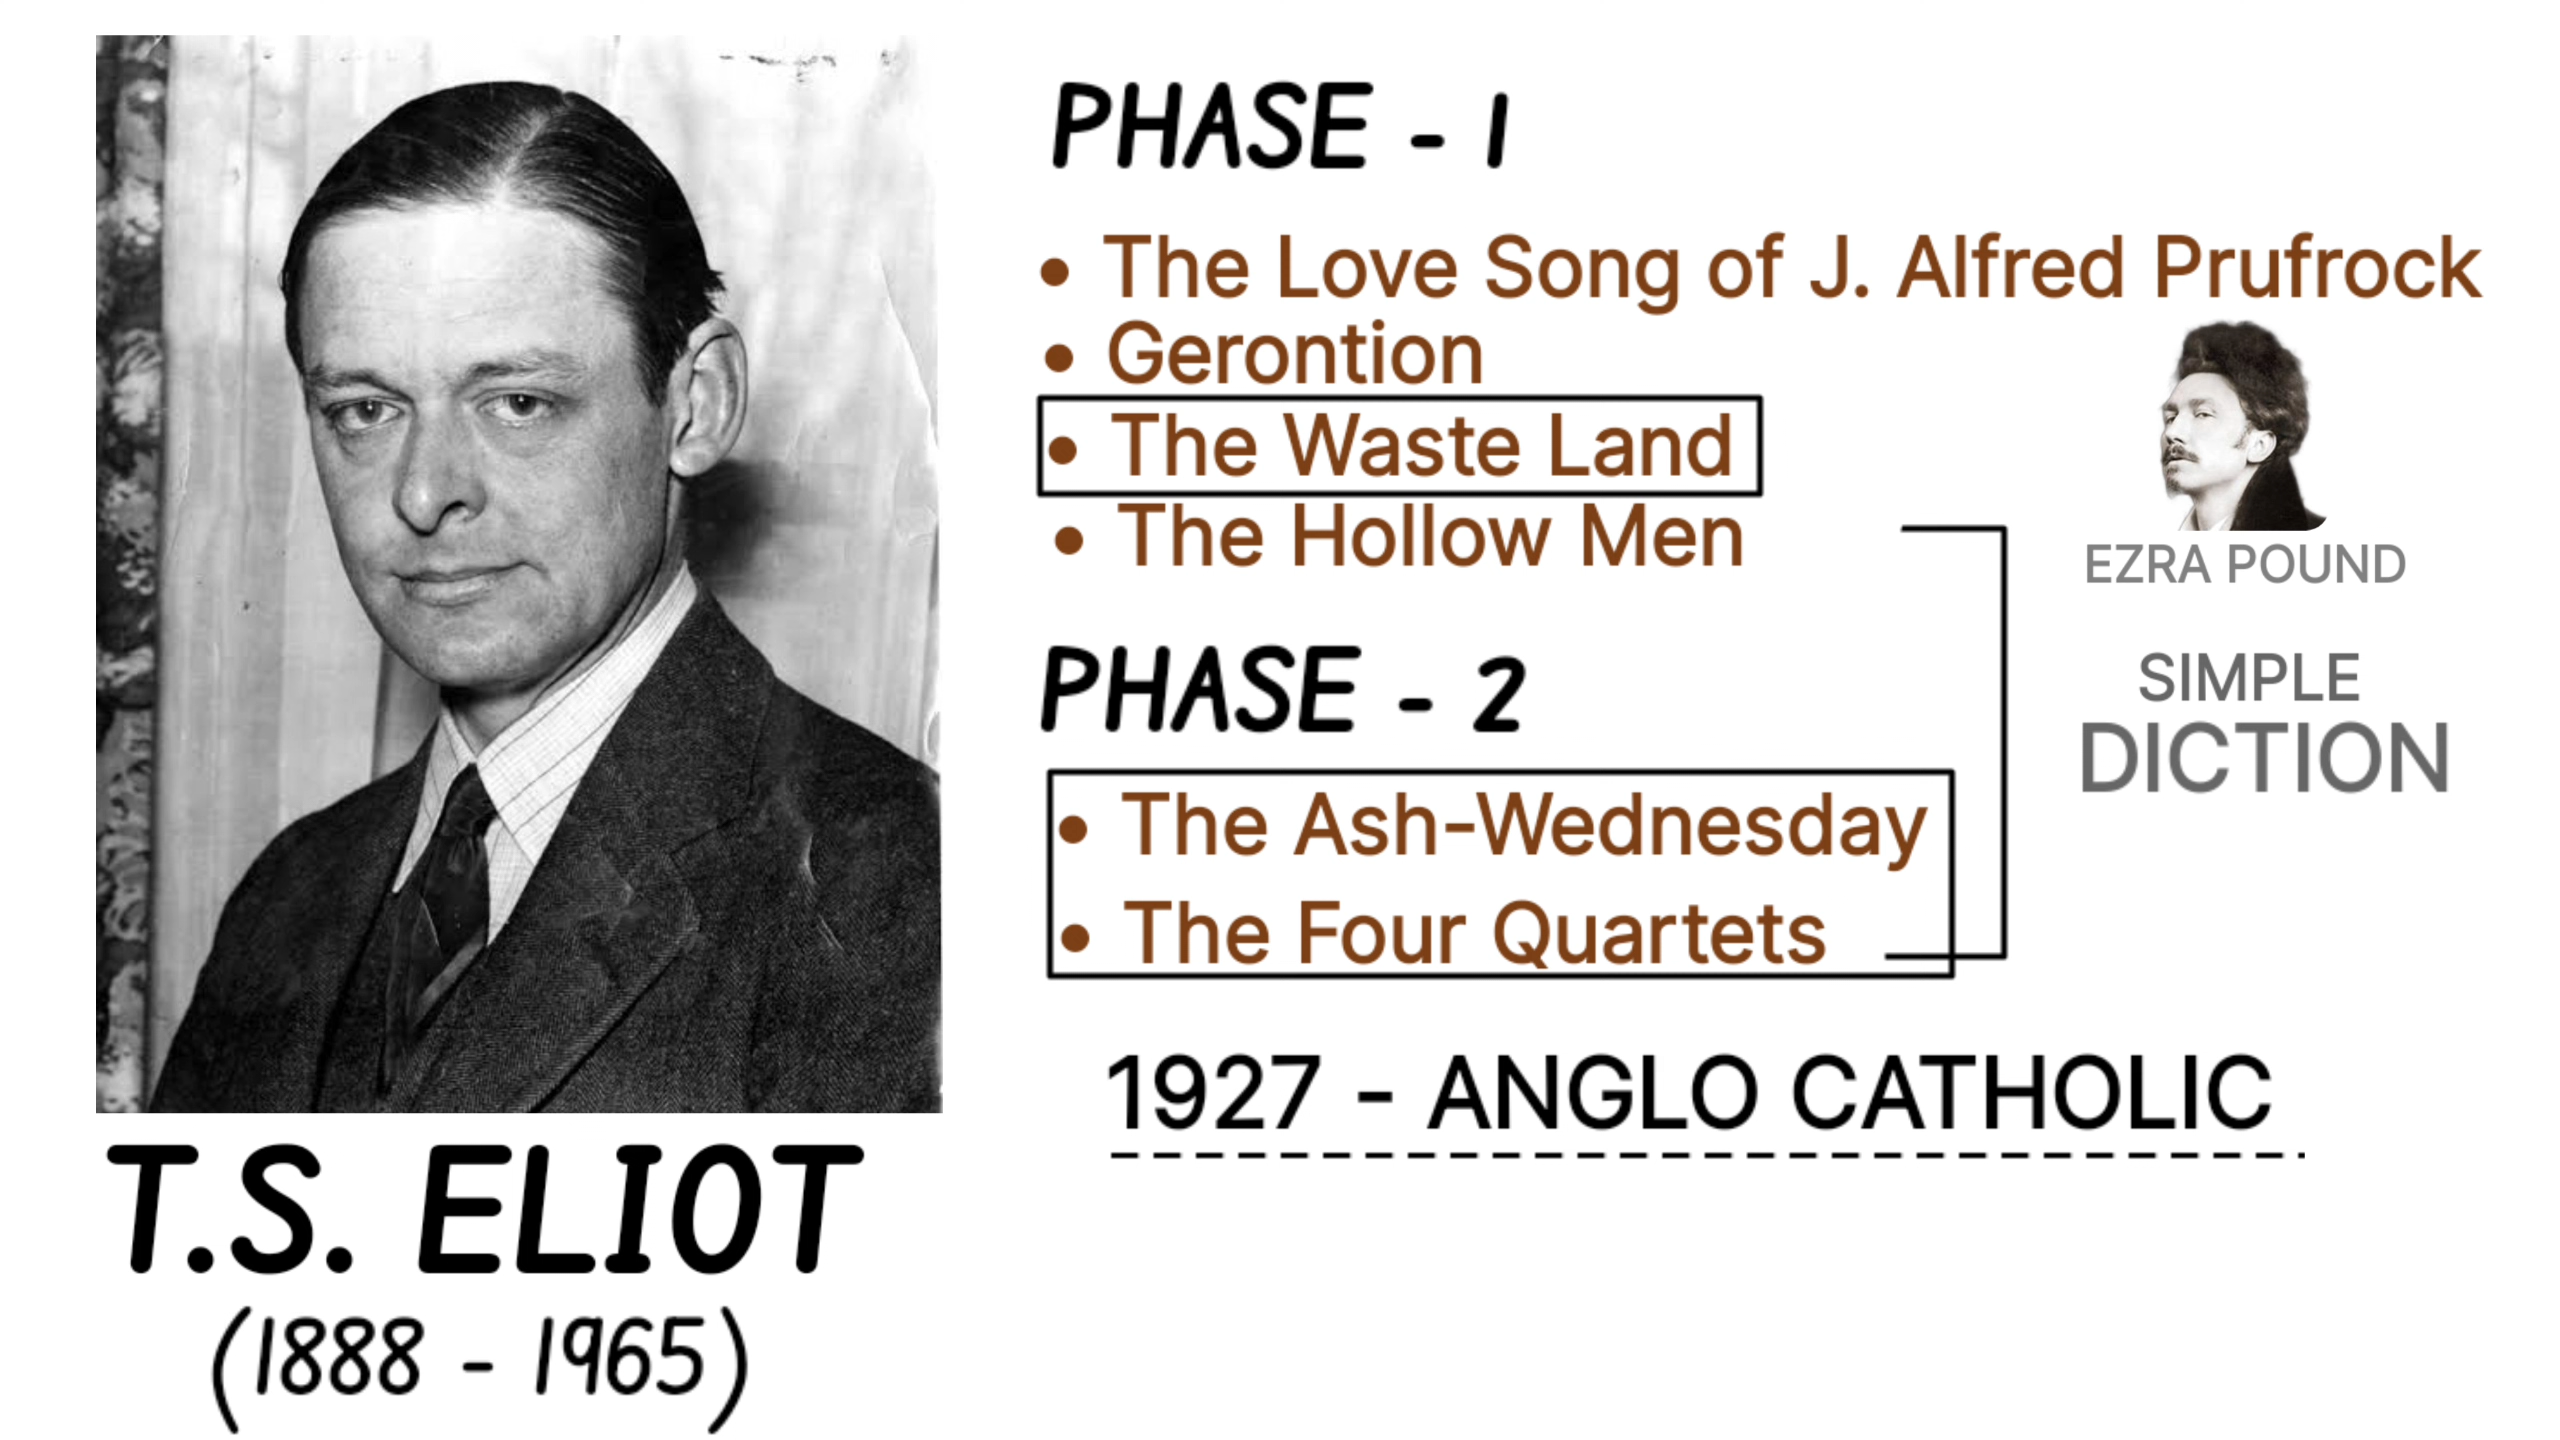 PHASE - 1
• The Love Song of J. Alfred Prufrock
• Gerontion
• The Waste Land
• The Hollow Men
EZRA POUND
SIMPLE
DICTION
PHASE - 2
• The Ash-Wednesday
• The Four Quartets
1927 - ANGLO CATHOLIC
T.S. ELIOT
(1888 - 1965)